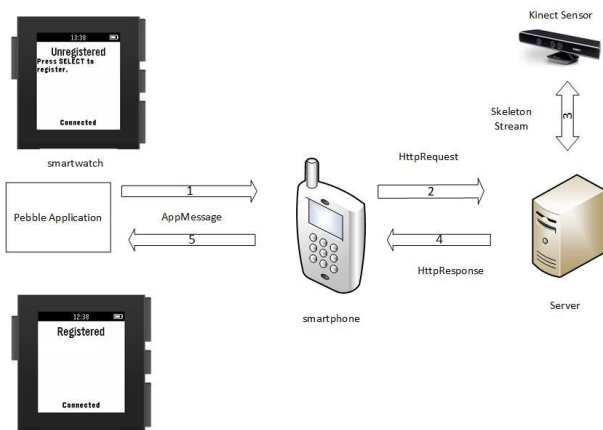 13:38
Unregistered
Press SELECT to
register.
Connected
smartwatch
Kinect Sensor
Skeleton
Stream
3
HttpRequest
1
2
Pebble Application
AppMessage
5
4
HttpResponse
Server
smartphone
12:38
Registered
Connected